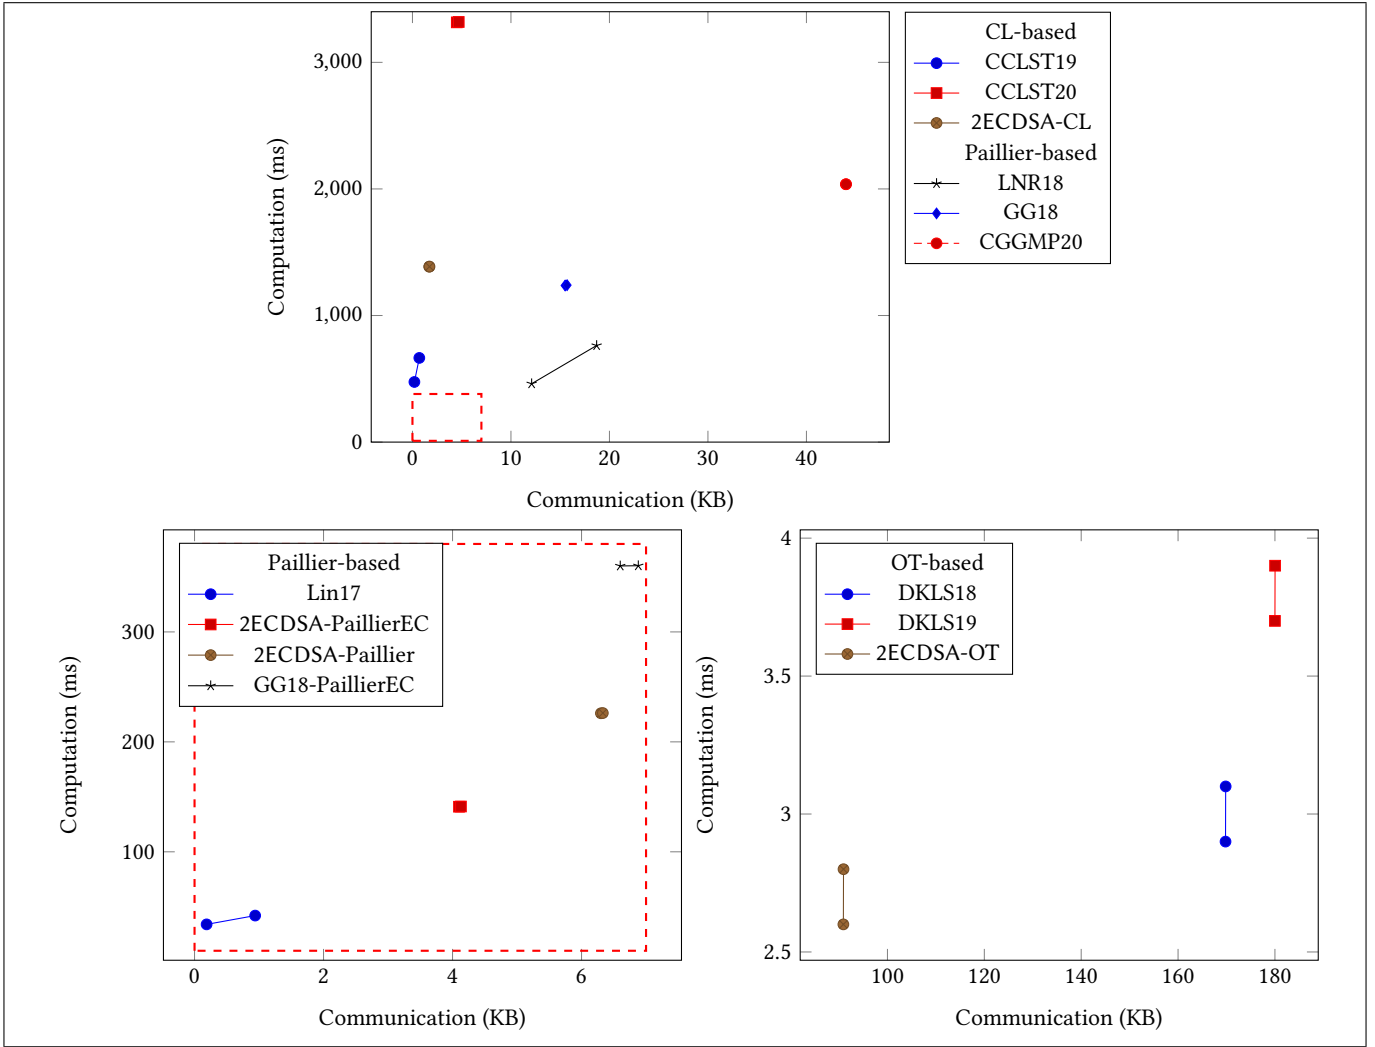 3,000
2,000
1,000
0
Computation (ms)
0 10 20 30 40
Communication (KB)
CL-based
CCLST19
CCLST20
2ECDSA-CL
Paillier-based
LNR18
GG18
CGGMP20
300
200
100
Computation (ms)
0 2 4 6
Communication (KB)
Paillier-based
Lin17
2ECDSA-PaillierEC
2ECDSA-Paillier
GG18-PaillierEC
4
3.5
3
2.5
Computation (ms)
100 120 140 160 180
Communication (KB)
OT-based
DKLS18
DKLS19
2ECDSA-OT